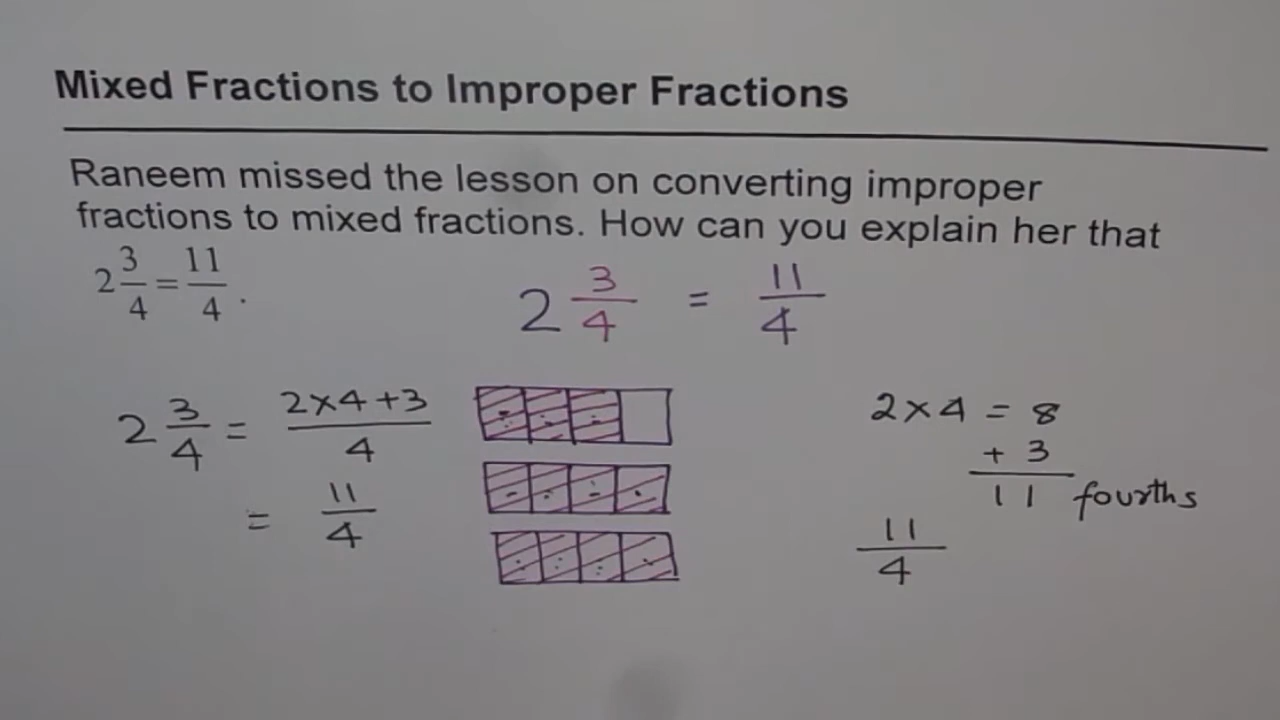 Mixed Fractions to Improper Fractions
Raneem missed the lesson on converting improper
fractions to mixed fractions. How can you explain her that
2 3/4 = 11/4 .
2 3/4 = 11/4
2 3/4 = 2×4+3/4
= 11/4
2×4 = 8
+ 3
11 fourths
11/4